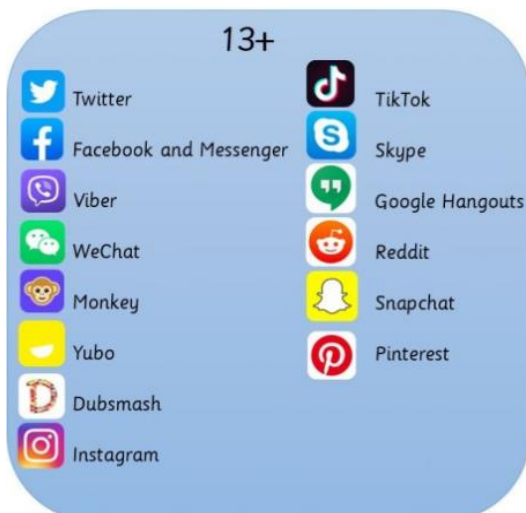 13+
Twitter
Facebook and Messenger
Viber
WeChat
Monkey
Yubo
Dubsmash
Instagram
TikTok
Skype
Google Hangouts
Reddit
Snapchat
Pinterest